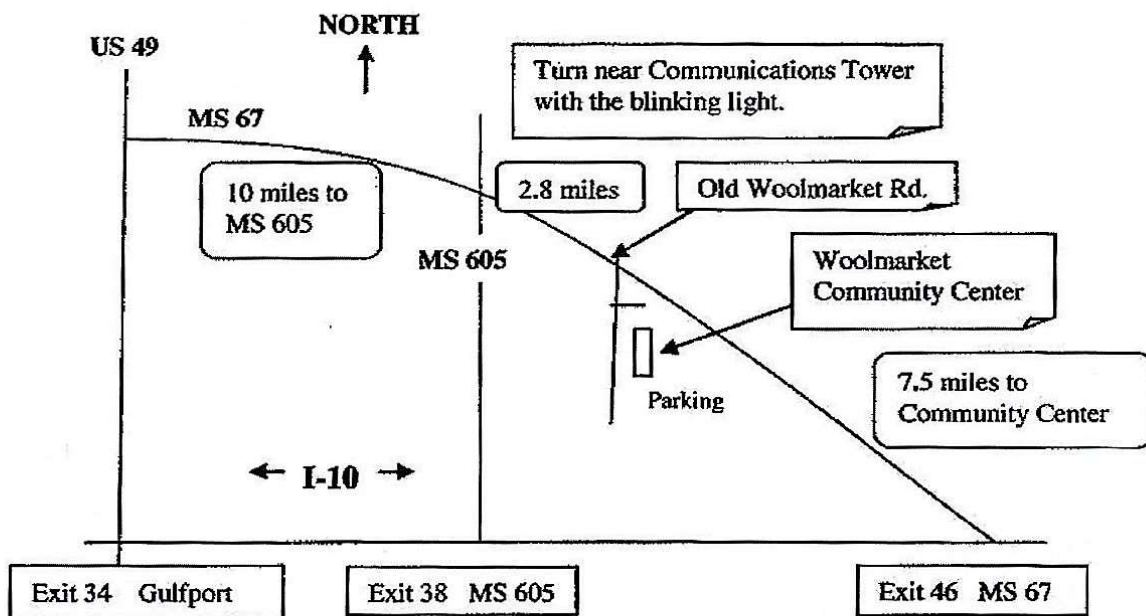 NORTH
US 49
Turn near Communications Tower
with the blinking light.
MS 67
10 miles to
MS 605
2.8 miles
Old Woolmarket Rd.
MS 605
Woolmarket
Community Center
7.5 miles to
Community Center
Parking
I-10
Exit 34 Gulfport
Exit 38 MS 605
Exit 46 MS 67